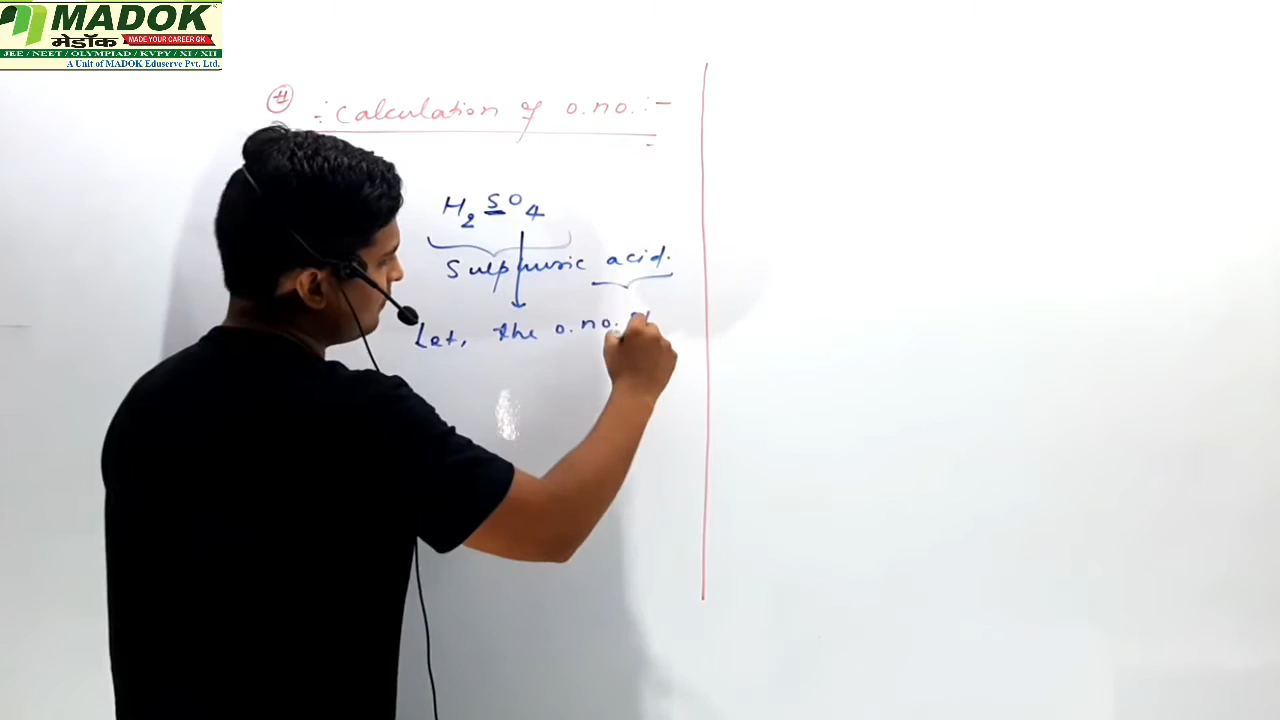 MADOK
मेडॉक MADE YOUR CAREER GK
JEE / NEET / OLYMPIAD / KVPY / XI / XII
A Unit of MADOK Eduserve Pvt. Ltd.
# :- Calculation of O.no. :-
H2SO4
Sulphuric acid.
Let, the O.no.